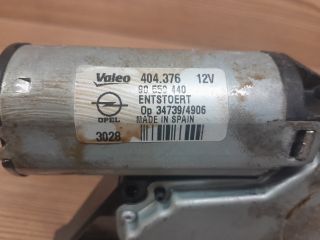 Valeo 404.376 12V
90 559 440
ENTSTOERT
Op 34739/4906
OPEL MADE IN SPAIN
3028